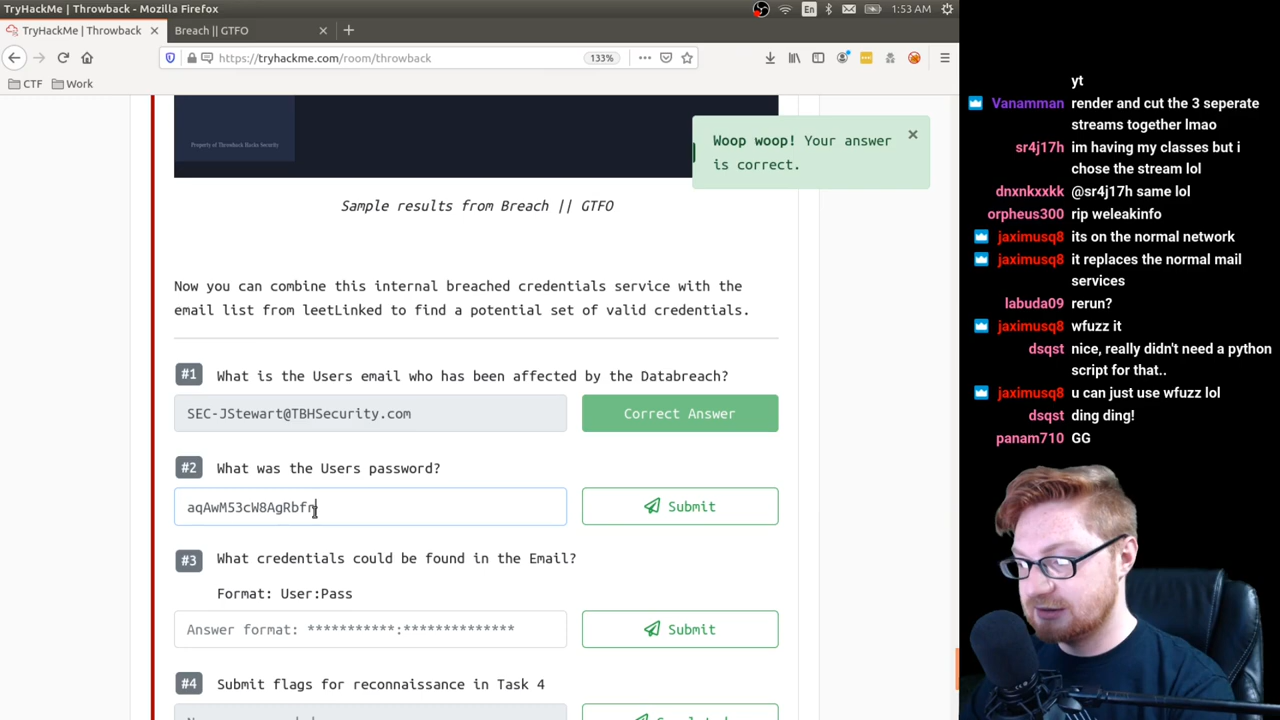 TryHackMe | Throwback - Mozilla Firefox
En
1:53 AM
TryHackMe | Throwback
Breach || GTFO
https://tryhackme.com/room/throwback
133%
CTF
Work
Property of Throwback Hacks Security
Woop woop! Your answer
is correct.
Sample results from Breach || GTFO
Now you can combine this internal breached credentials service with the
email list from leetLinked to find a potential set of valid credentials.
#1 What is the Users email who has been affected by the Databreach?
SEC-JStewart@TBHSecurity.com
Correct Answer
#2 What was the Users password?
aqAwM53cW8AgRbfr
Submit
#3 What credentials could be found in the Email?
Format: User:Pass
Answer format: ***********:**************
Submit
#4 Submit flags for reconnaissance in Task 4
yt
Vanamman render and cut the 3 seperate
streams together lmao
sr4j17h im having my classes but i
chose the stream lol
dnxnkxxkk @sr4j17h same lol
orpheus300 rip weleakinfo
jaximusq8 its on the normal network
jaximusq8 it replaces the normal mail
services
labuda09 rerun?
jaximusq8 wfuzz it
dsqst nice, really didn't need a python
script for that..
jaximusq8 u can just use wfuzz lol
dsqst ding ding!
panam710 GG